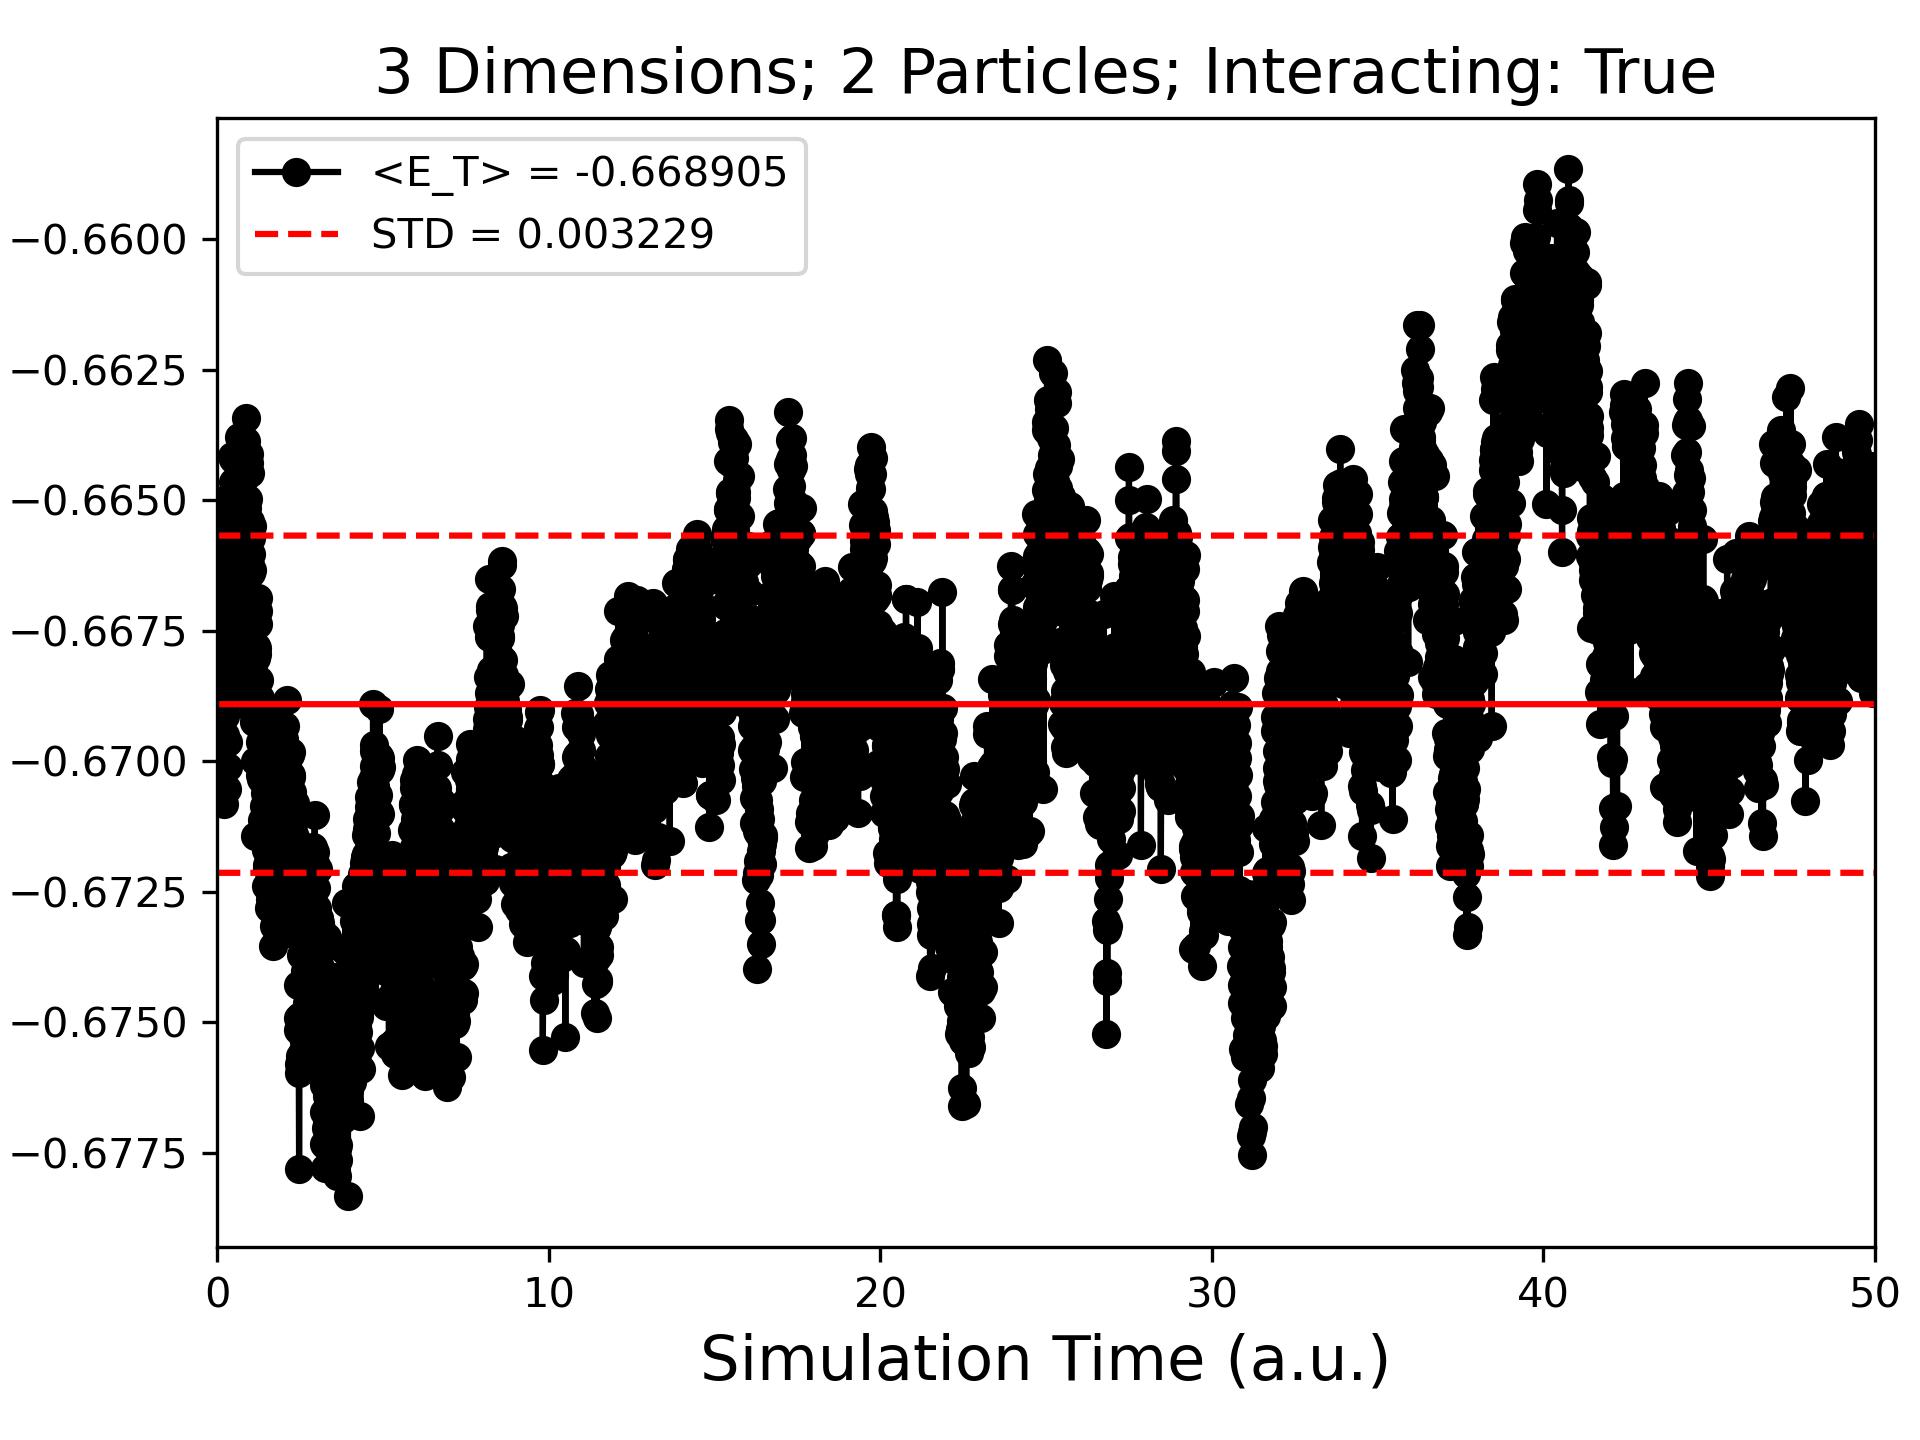 3 Dimensions; 2 Particles; Interacting: True
<E_T> = -0.668905
STD = 0.003229
−0.6600
−0.6625
−0.6650
−0.6675
−0.6700
−0.6725
−0.6750
−0.6775
0 10 20 30 40 50
Simulation Time (a.u.)